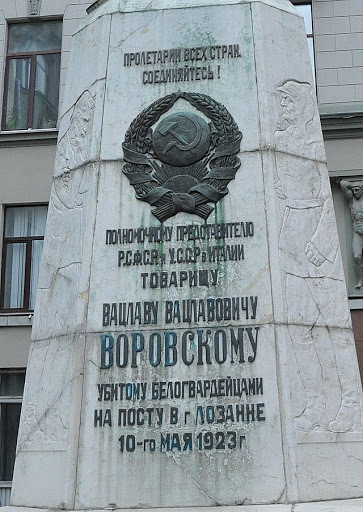 ПРОЛЕТАРИИ ВСЕХ СТРАН.
СОЕДИНЯЙТЕСЬ!
ПОЛНОМОЧНОМУ ПРЕДСТАВИТЕЛЮ
Р.С.Ф.С.Р. и У.С.С.Р. в ИТАЛИИ
ТОВАРИЩУ
ВАЦЛАВУ ВАЦЛАВОВИЧУ
ВОРОВСКОМУ
УБИТОМУ БЕЛОГВАРДЕЙЦАМИ
НА ПОСТУ В г ЛОЗАННЕ
10-го МАЯ 1923 г